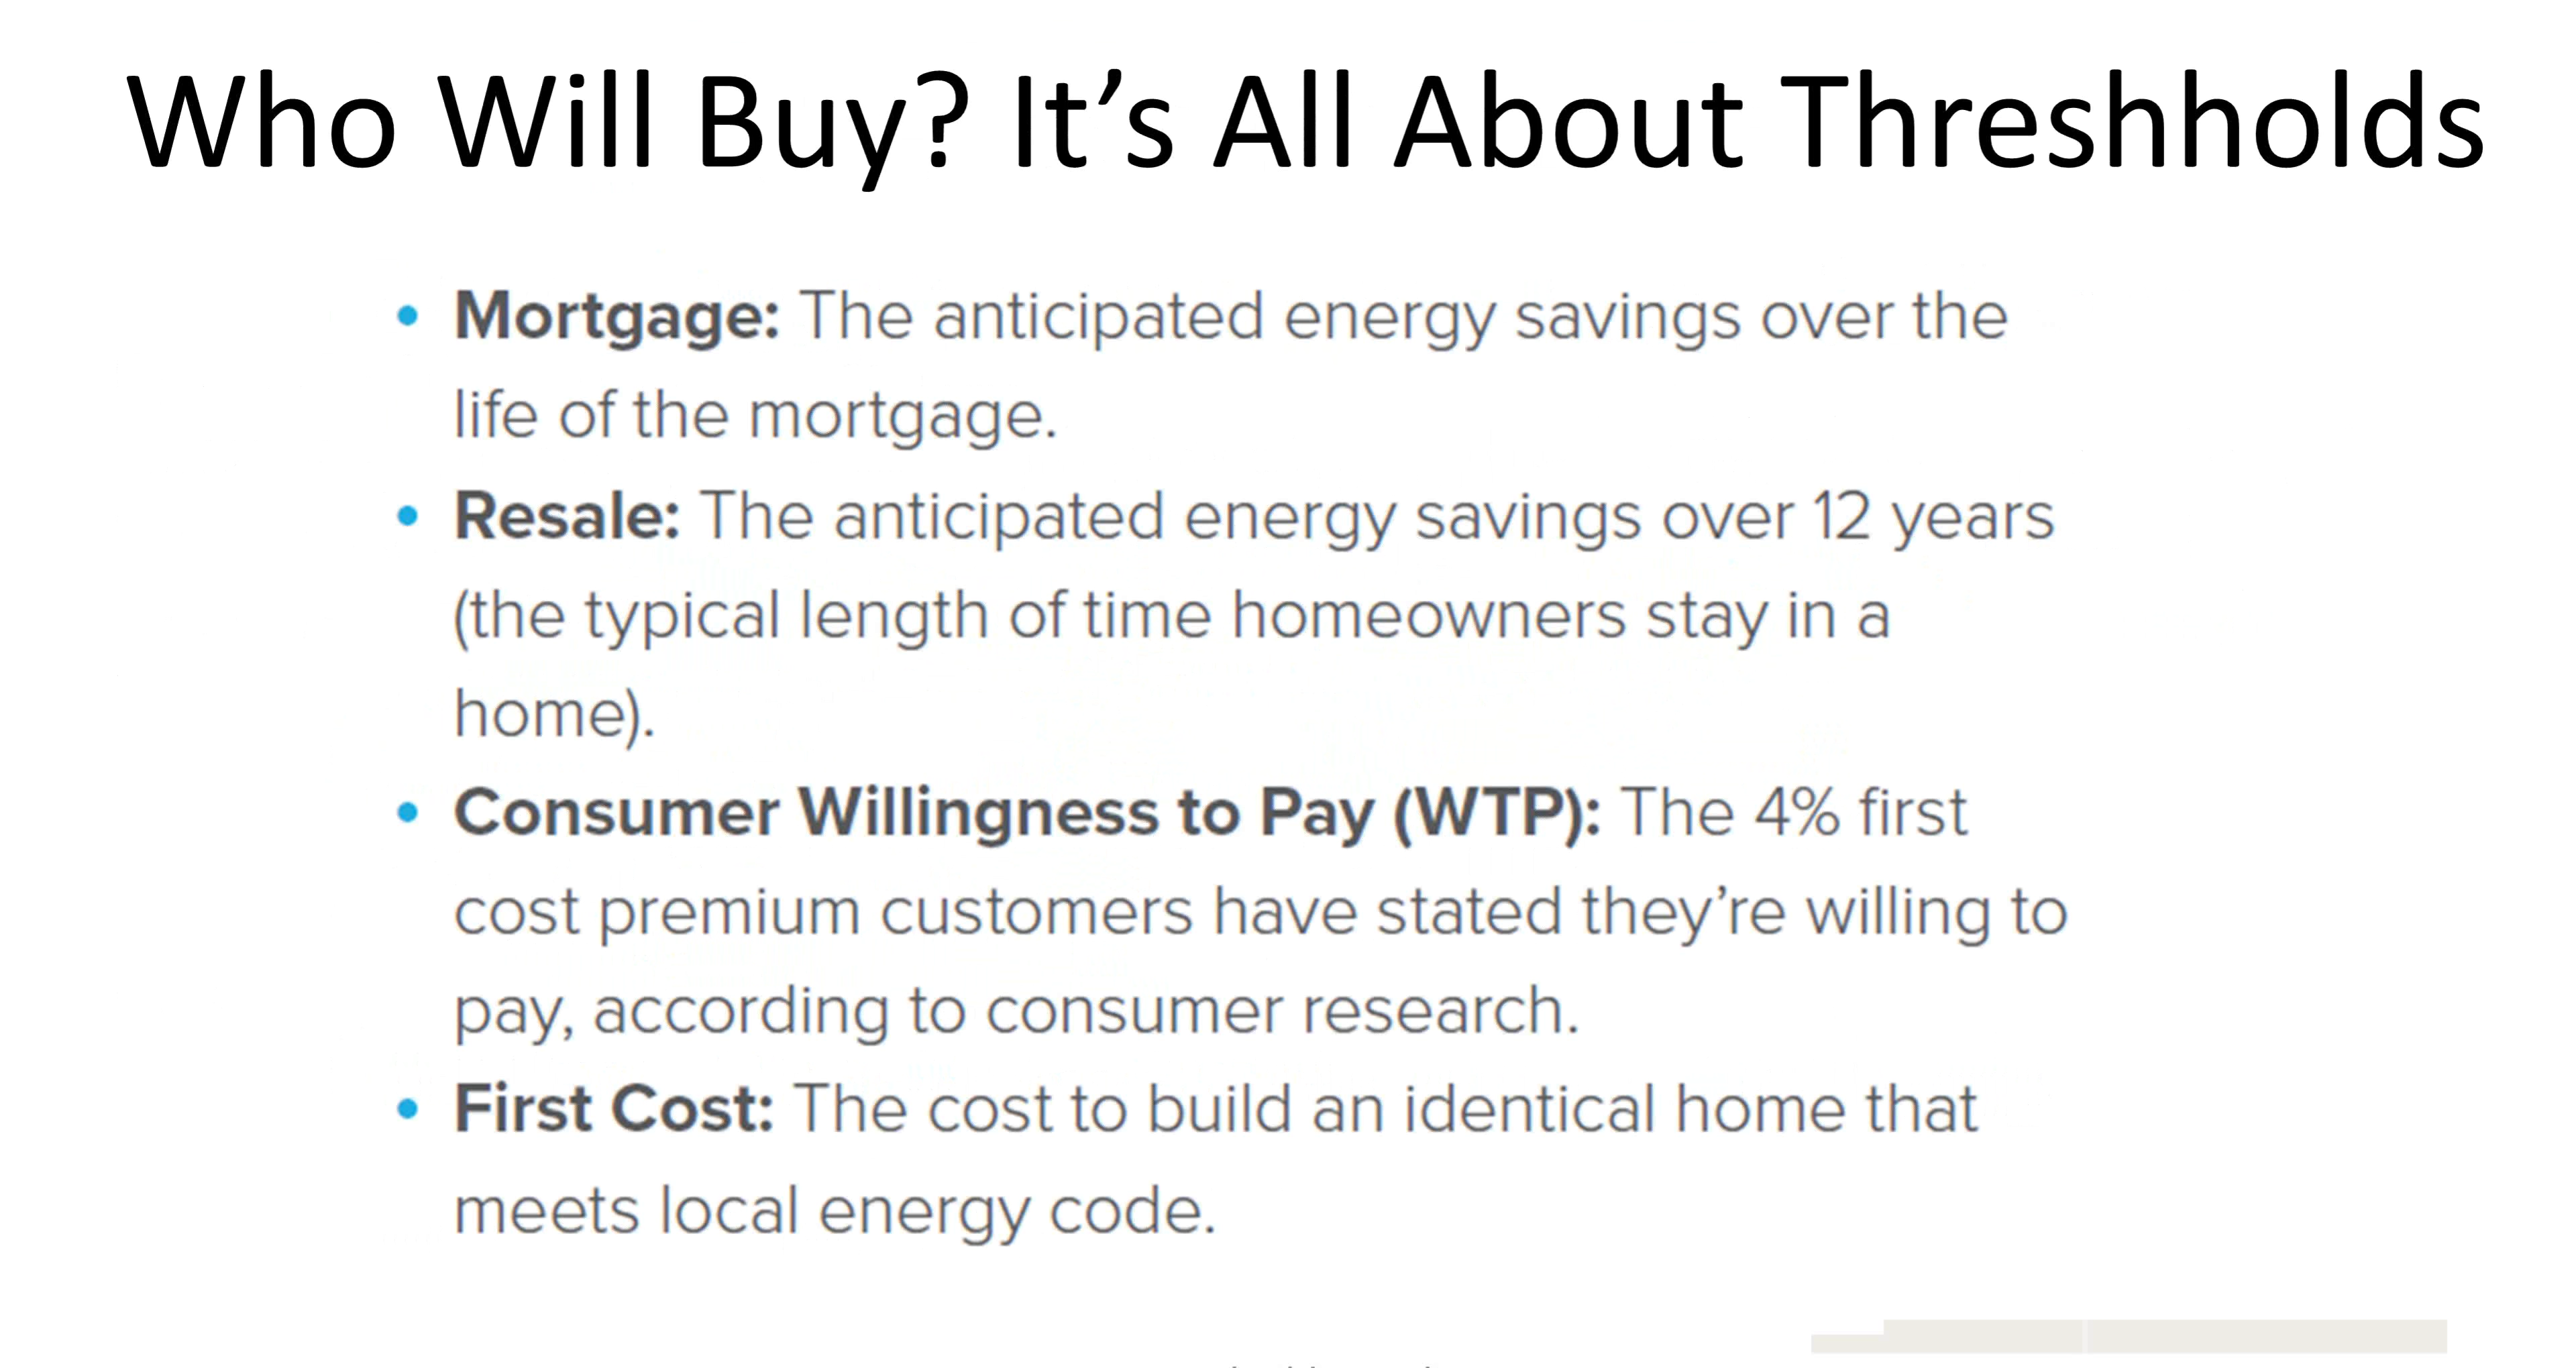 Who Will Buy? It’s All About Threshholds
• Mortgage: The anticipated energy savings over the
life of the mortgage.
• Resale: The anticipated energy savings over 12 years
(the typical length of time homeowners stay in a
home).
• Consumer Willingness to Pay (WTP): The 4% first
cost premium customers have stated they’re willing to
pay, according to consumer research.
• First Cost: The cost to build an identical home that
meets local energy code.